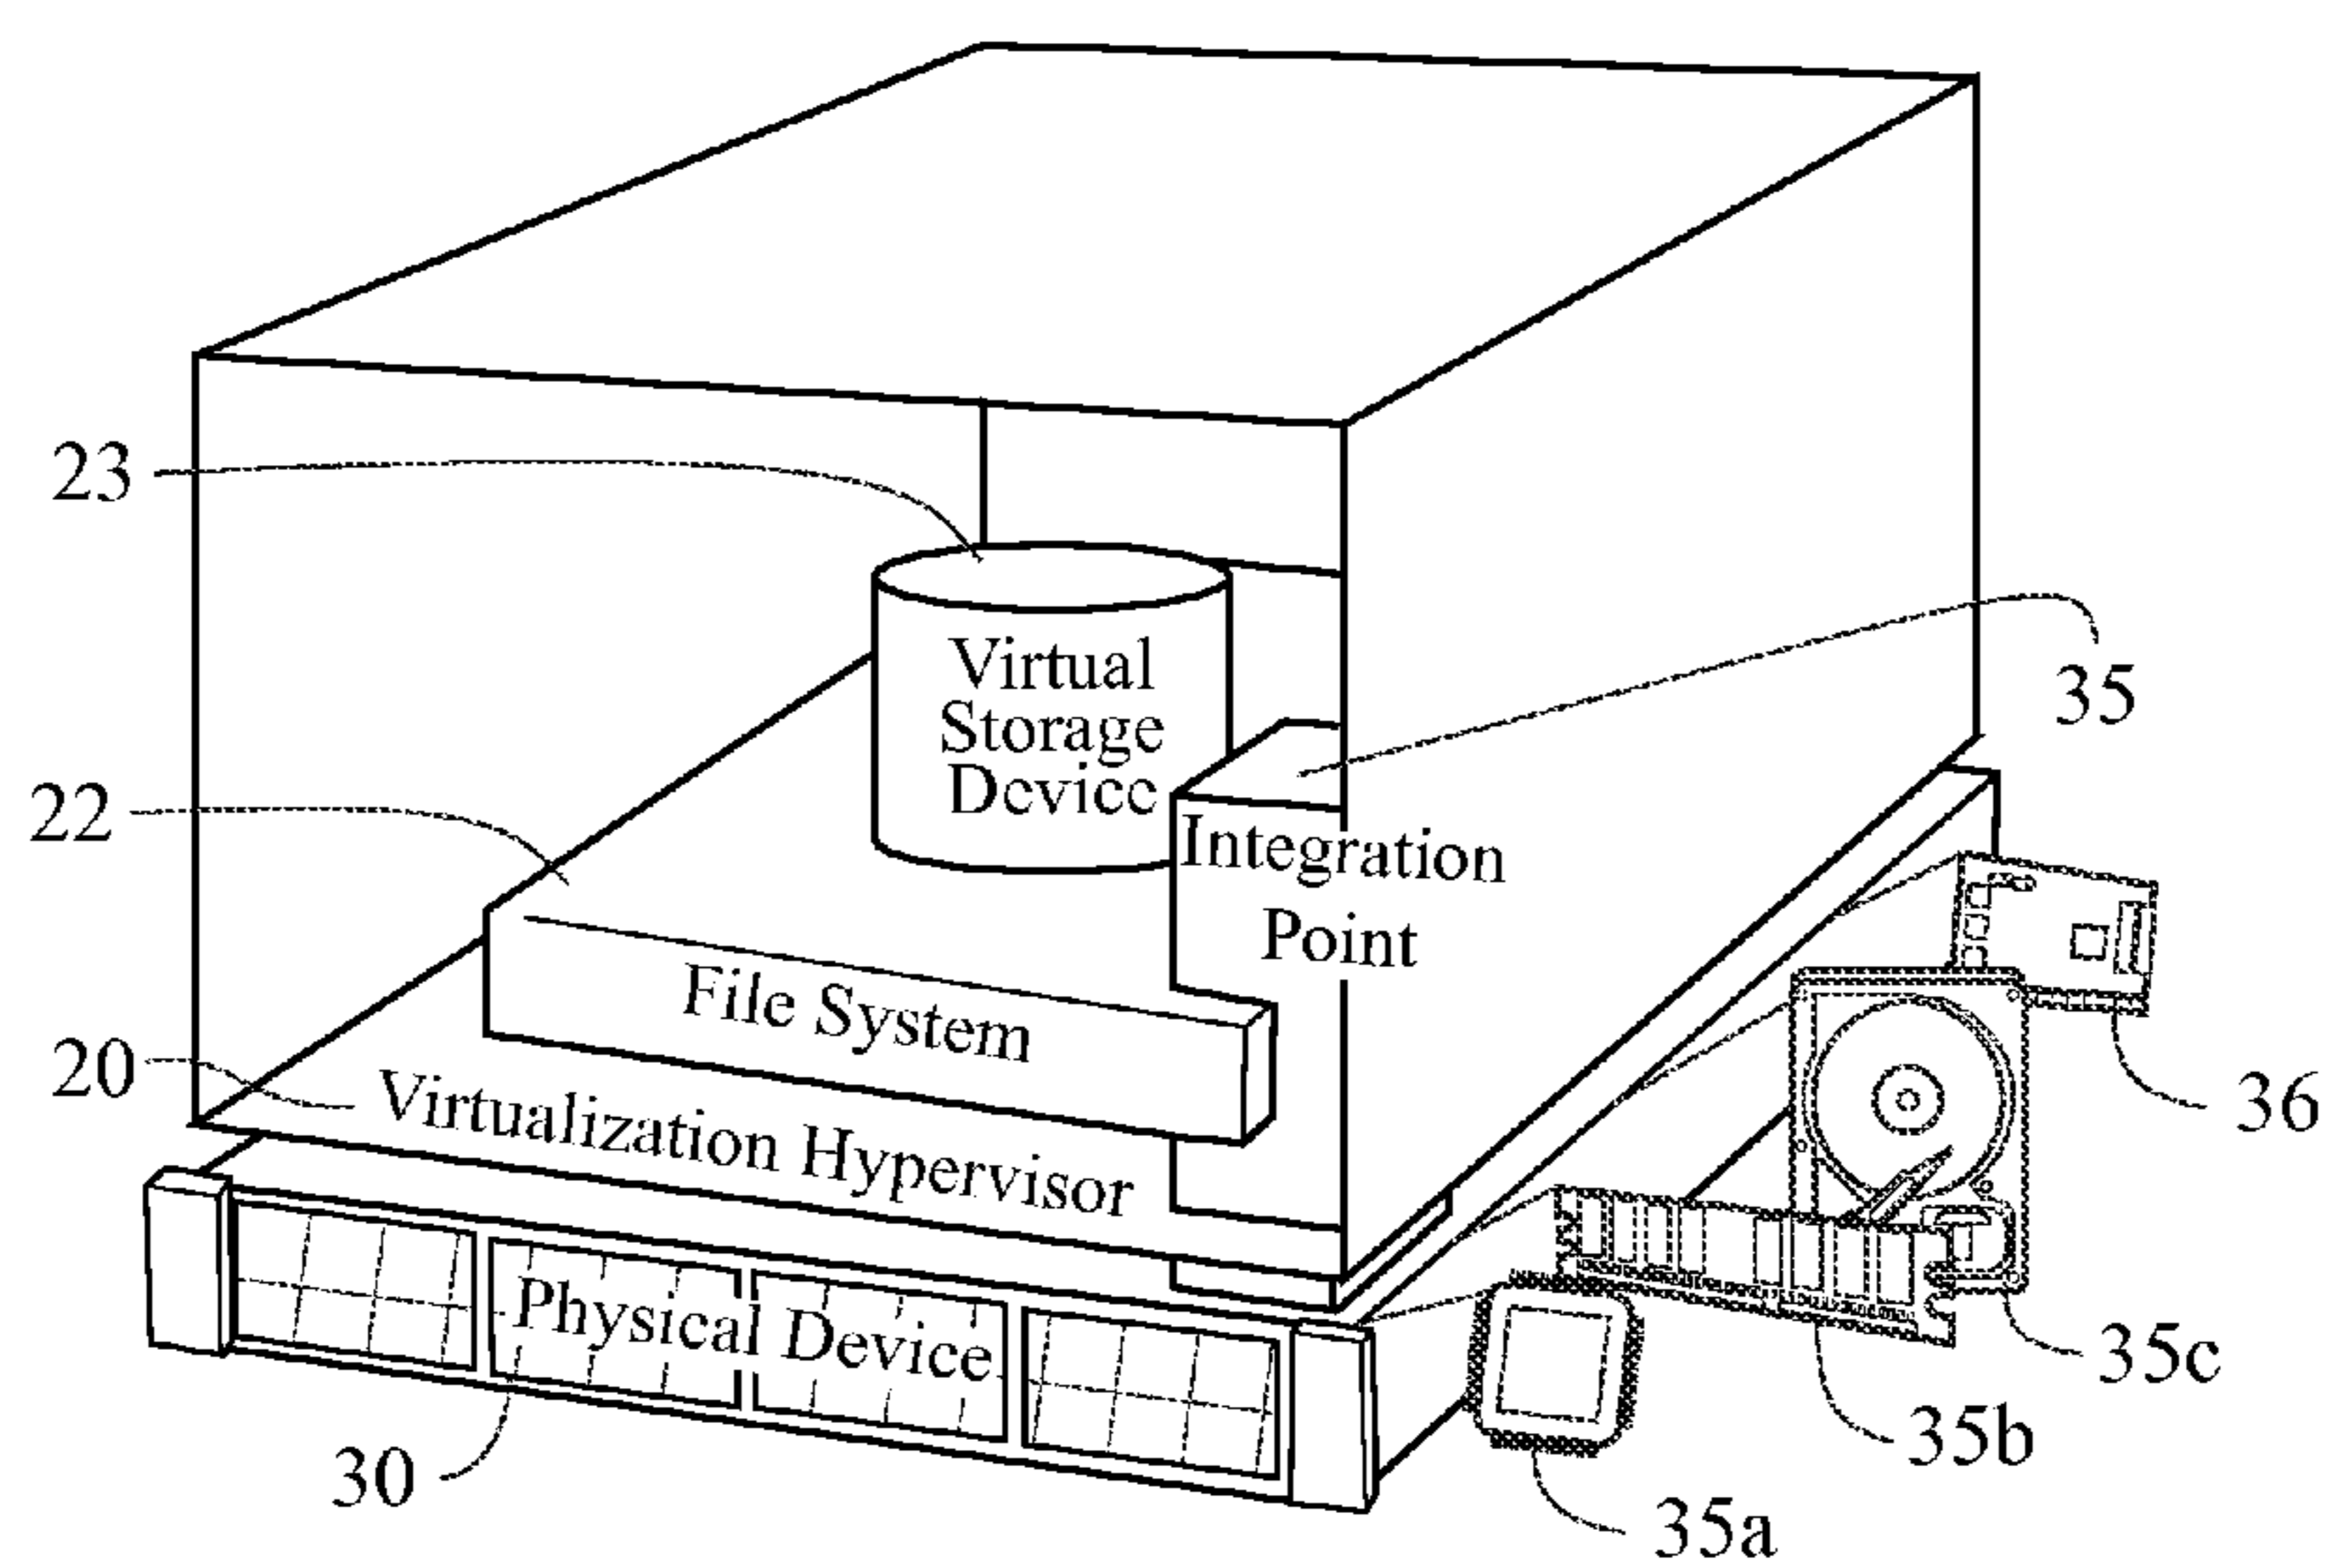 23
Virtual
Storage
Device
35
22
Integration
Point
File System
20
Virtualization Hypervisor
36
Physical Device
30
35c
35b
35a